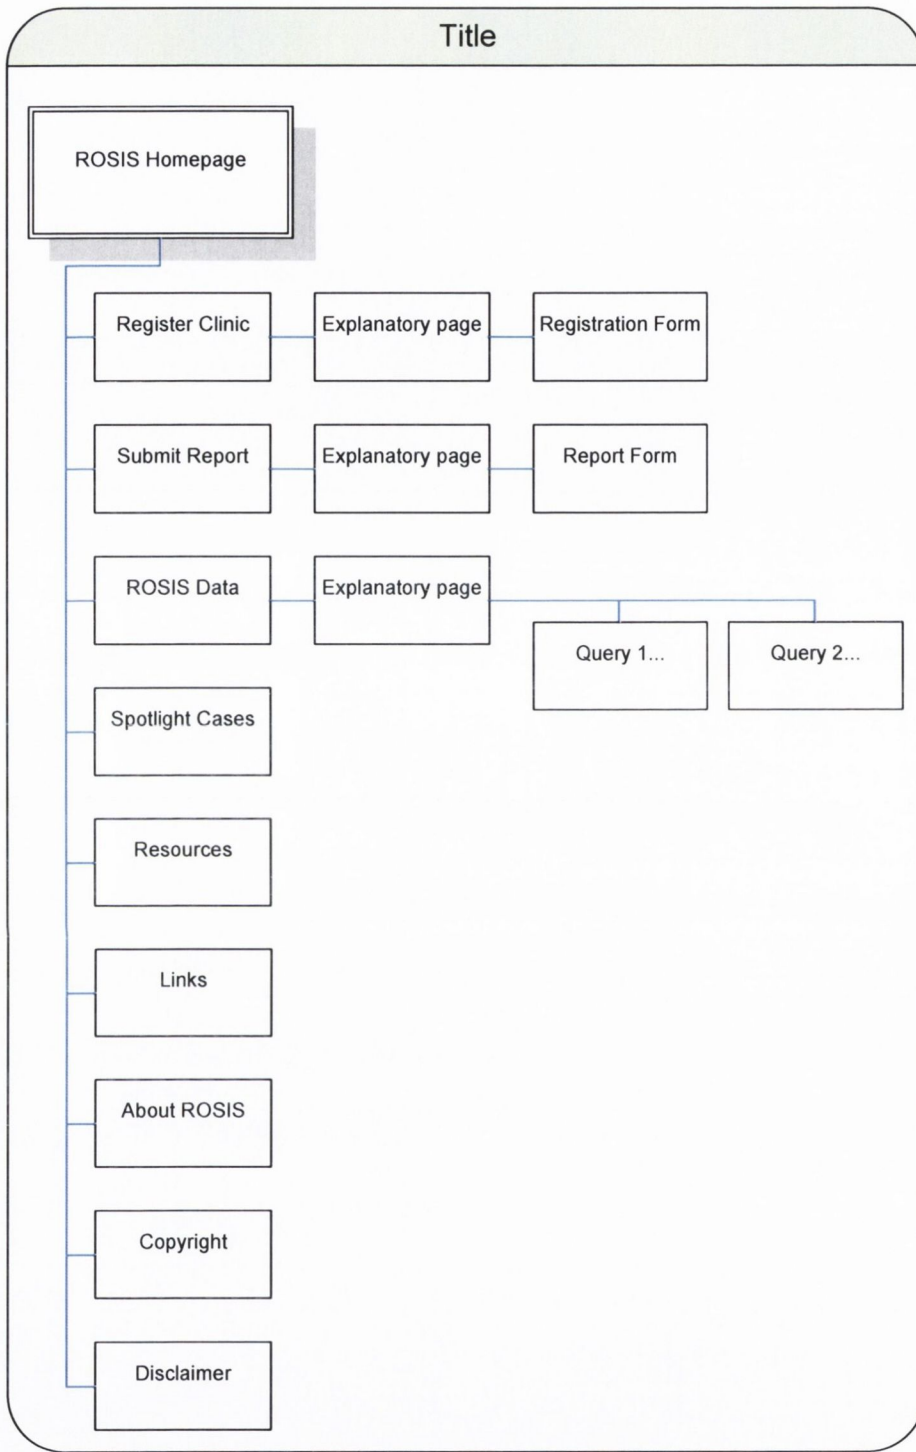 Title
ROSIS Homepage
Register Clinic
Explanatory page
Registration Form
Submit Report
Explanatory page
Report Form
ROSIS Data
Explanatory page
Query 1...
Query 2...
Spotlight Cases
Resources
Links
About ROSIS
Copyright
Disclaimer